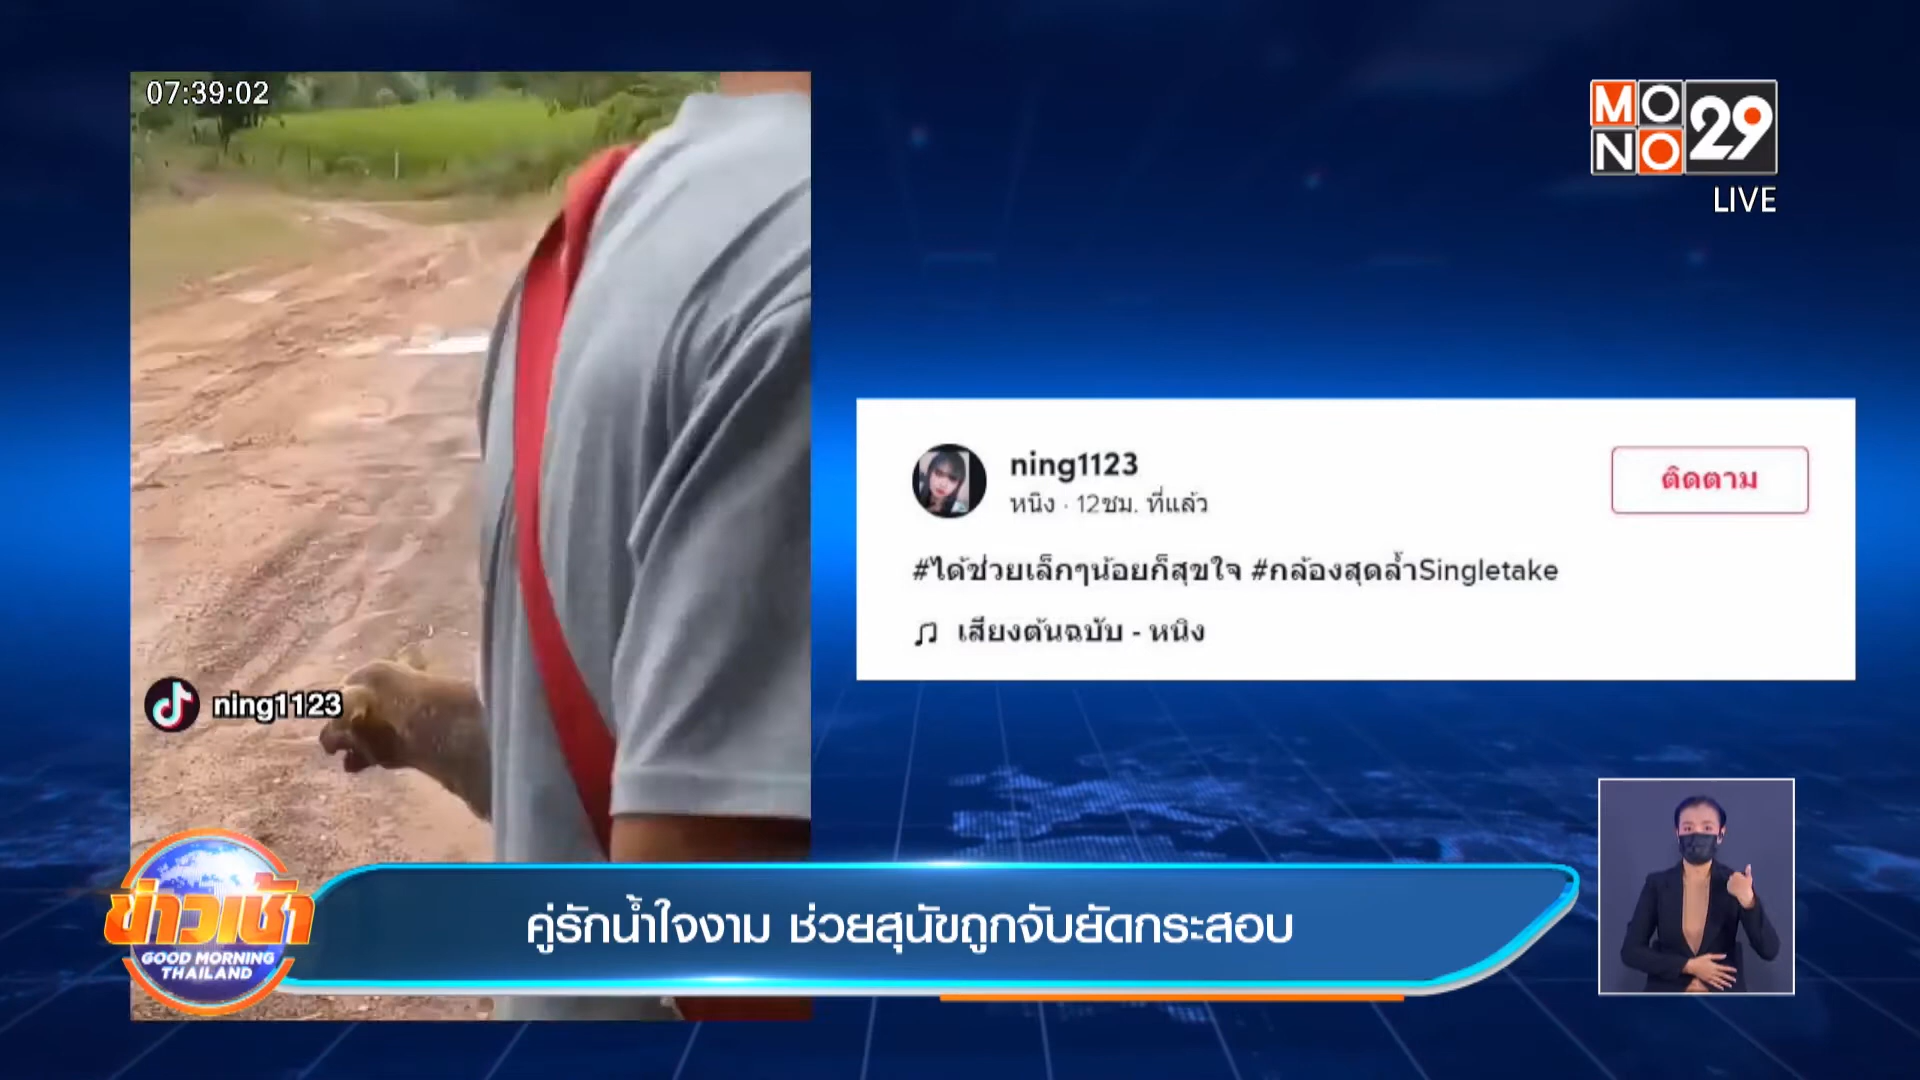 07:39:02
MONO 29
LIVE
ning1123
หนิง · 12ชม. ที่แล้ว
ติดตาม
#ได้ช่วยเล็กๆน้อยก็สุขใจ #กล้องสุดล้ำSingletake
เสียงต้นฉบับ - หนิง
ning1123
คู่รักน้ำใจงาม ช่วยสุนัขถูกจับยัดกระสอบ
ข่าวเช้า
GOOD MORNING
THAILAND